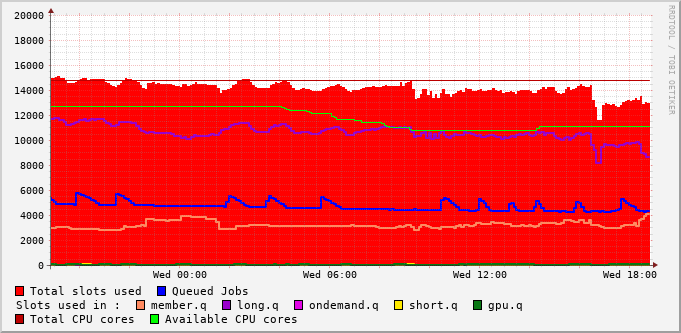 RRDTOOL / TOBI OETIKER
20000
18000
16000
14000
12000
10000
8000
6000
4000
2000
0
Wed 00:00 Wed 06:00 Wed 12:00 Wed 18:00
Total slots used Queued Jobs
Slots used in : member.q long.q ondemand.q short.q gpu.q
Total CPU cores Available CPU cores